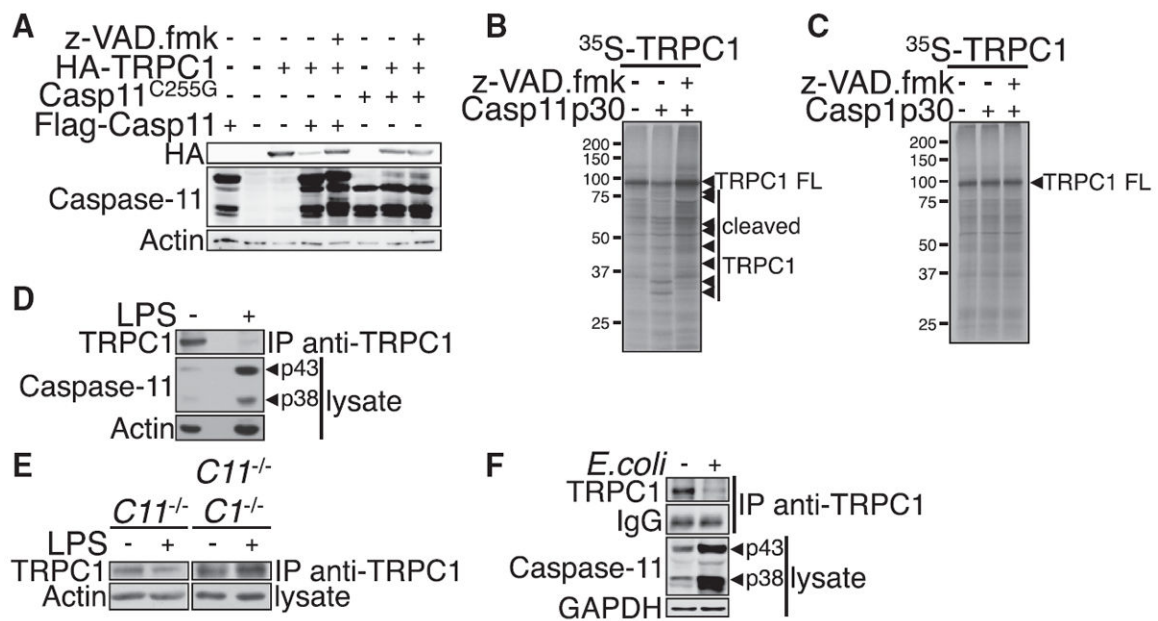 A
z-VAD.fmk - - - - + - - +
HA-TRPC1 - - + + + - + +
Casp11C255G - - - - - + + +
Flag-Casp11 + - - + + - - -
HA
Caspase-11
Actin
B
35S-TRPC1
z-VAD.fmk - - +
Casp11p30 - + +
200
150
100
75
50
37
25
TRPC1 FL
cleaved
TRPC1
C
35S-TRPC1
z-VAD.fmk - - +
Casp1p30 - + +
200
150
100
75
50
37
25
TRPC1 FL
D
LPS - +
TRPC1 IP anti-TRPC1
Caspase-11 p43
p38 lysate
Actin
E
C11-/-
C11-/- C1-/-
LPS - + - +
TRPC1 IP anti-TRPC1
Actin lysate
F
E.coli - +
TRPC1 IP anti-TRPC1
IgG
Caspase-11 p43
p38 lysate
GAPDH